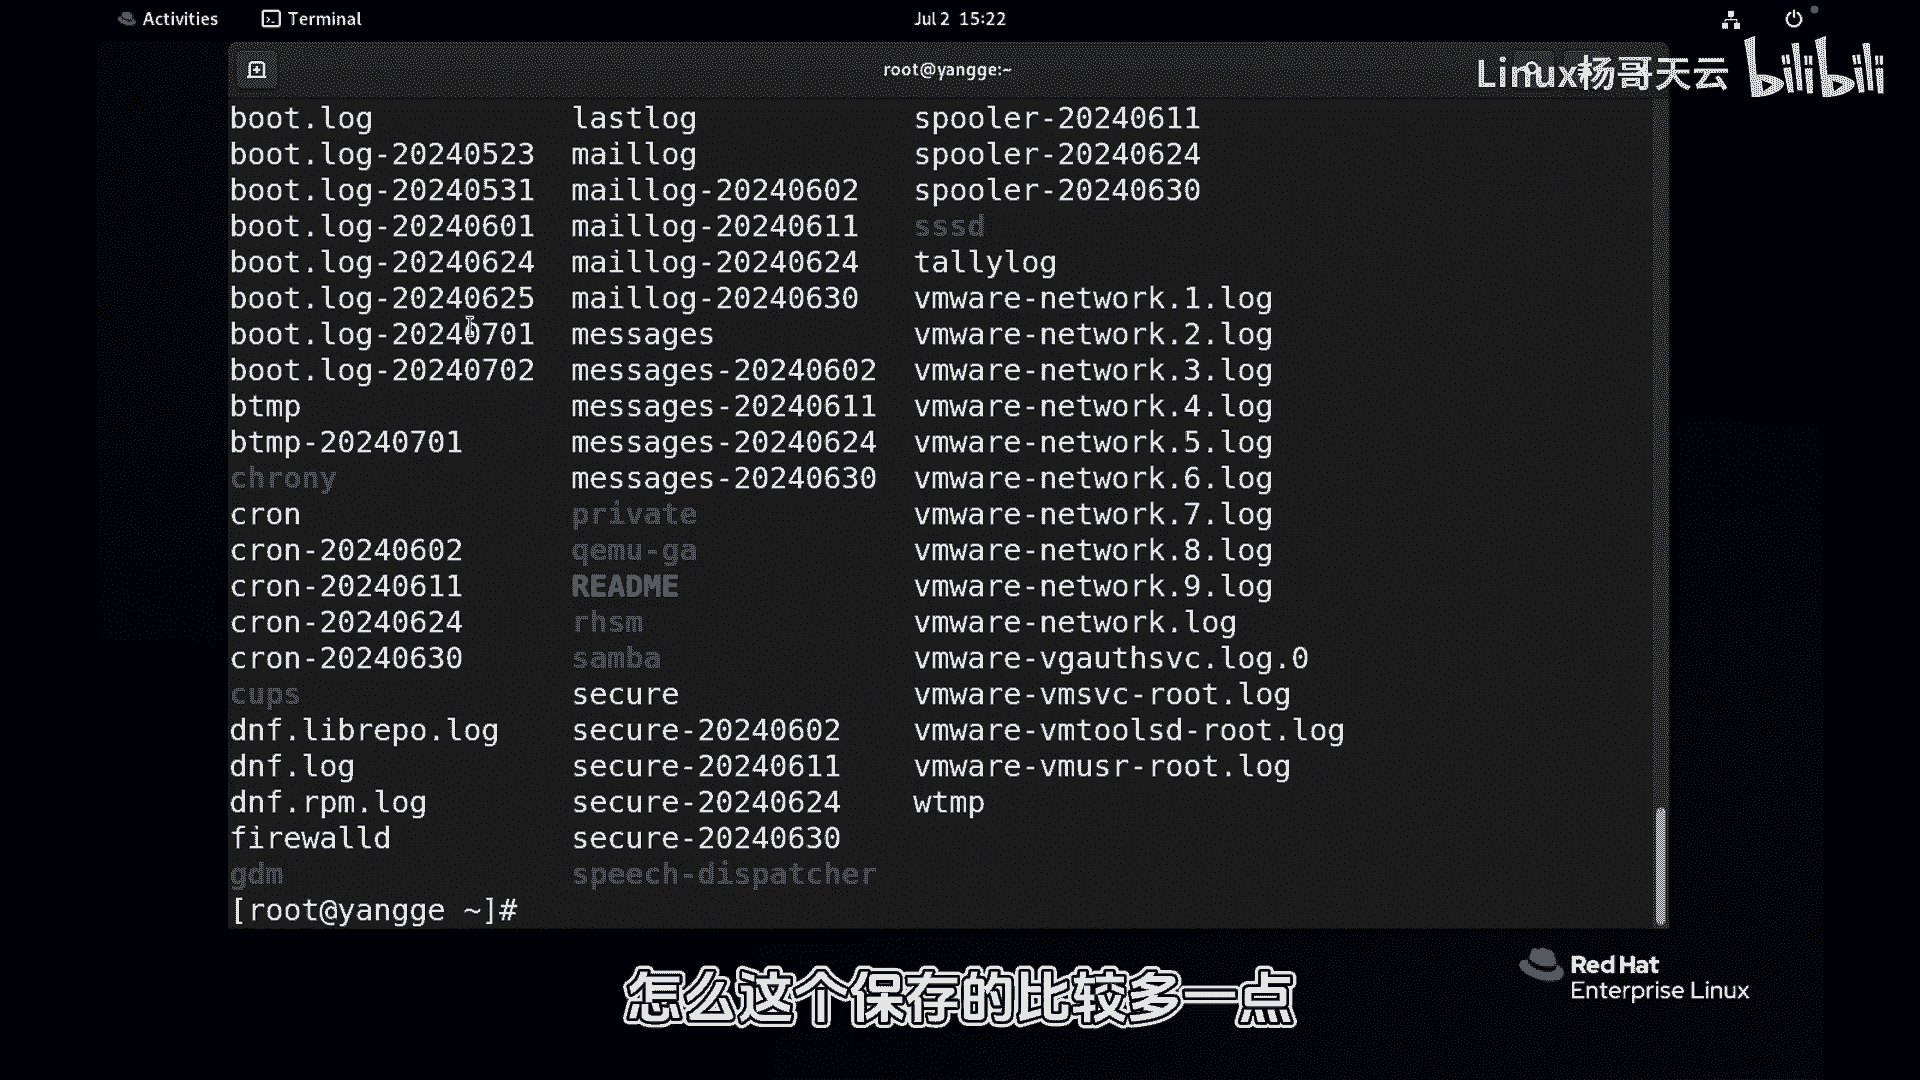 Activities Terminal Jul 2 15:22
root@yangge:~
Linux杨哥天云 bilibili
boot.log lastlog spooler-20240611
boot.log-20240523 maillog spooler-20240624
boot.log-20240531 maillog-20240602 spooler-20240630
boot.log-20240601 maillog-20240611 sssd
boot.log-20240624 maillog-20240624 tallylog
boot.log-20240625 maillog-20240630 vmware-network.1.log
boot.log-20240701 messages vmware-network.2.log
boot.log-20240702 messages-20240602 vmware-network.3.log
btmp messages-20240611 vmware-network.4.log
btmp-20240701 messages-20240624 vmware-network.5.log
chrony messages-20240630 vmware-network.6.log
cron private vmware-network.7.log
cron-20240602 qemu-ga vmware-network.8.log
cron-20240611 README vmware-network.9.log
cron-20240624 rhsm vmware-network.log
cron-20240630 samba vmware-vgauthsvc.log.0
cups secure vmware-vmsvc-root.log
dnf.librepo.log secure-20240602 vmware-vmtoolsd-root.log
dnf.log secure-20240611 vmware-vmusr-root.log
dnf.rpm.log secure-20240624 wtmp
firewalld secure-20240630
gdm speech-dispatcher
[root@yangge ~]#
Red Hat
Enterprise Linux
怎么这个保存的比较多一点